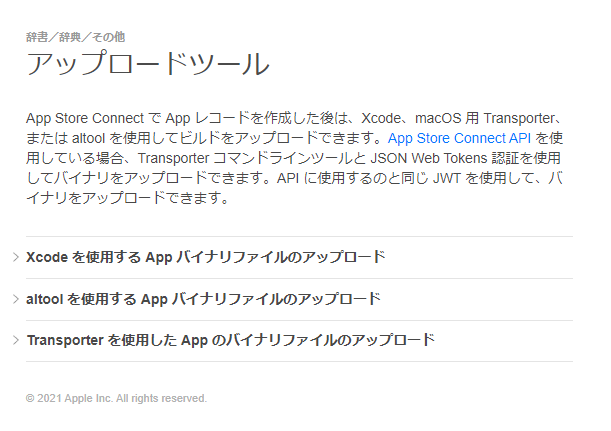 辞書／辞典／その他
アップロードツール
App Store Connect で App レコードを作成した後は、Xcode、macOS 用 Transporter、
または altool を使用してビルドをアップロードできます。App Store Connect API を使
用している場合、Transporter コマンドラインツールと JSON Web Tokens 認証を使用
してバイナリをアップロードできます。API に使用するのと同じ JWT を使用して、バ
イナリをアップロードできます。
Xcode を使用する App バイナリファイルのアップロード
altool を使用する App バイナリファイルのアップロード
Transporter を使用した App のバイナリファイルのアップロード
© 2021 Apple Inc. All rights reserved.